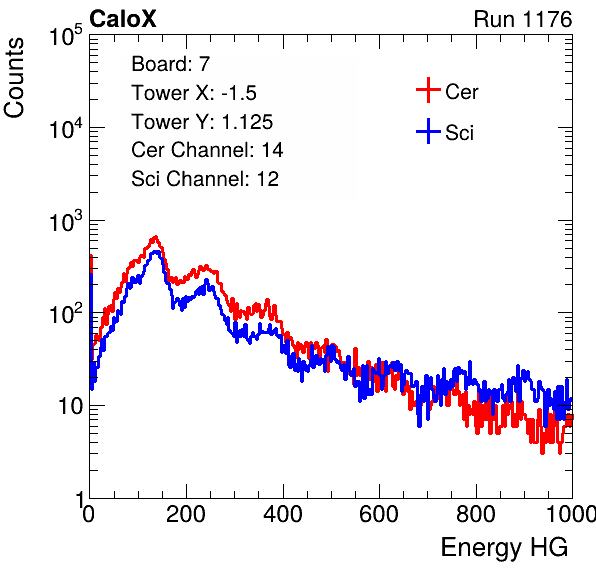 CaloX Run 1176
Counts
10^5
10^4
10^3
10^2
10
1
Board: 7
Tower X: -1.5
Tower Y: 1.125
Cer Channel: 14
Sci Channel: 12
Cer
Sci
0 200 400 600 800 1000
Energy HG